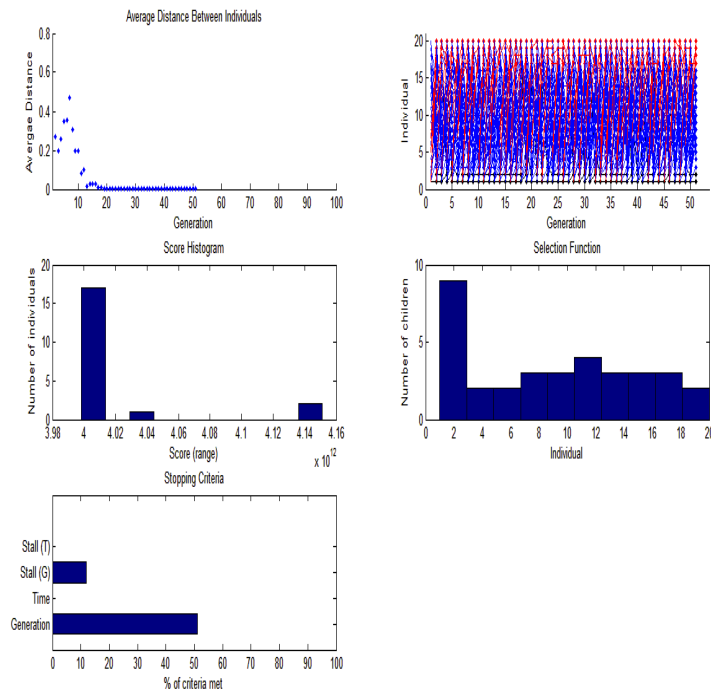 Average Distance Between Individuals
0.8
0.6
0.4
0.2
0
Avergae Distance
10 20 30 40 50 60 70 80 90 100
Generation
20
15
10
5
0
Individual
0 5 10 15 20 25 30 35 40 45 50
Generation
Score Histogram
20
15
10
5
0
Number of individuals
3.98 4 4.02 4.04 4.06 4.08 4.1 4.12 4.14 4.16
Score (range)
x 10^12
Selection Function
10
5
0
Number of children
0 2 4 6 8 10 12 14 16 18 20
Individual
Stopping Criteria
Stall (T)
Stall (G)
Time
Generation
0 10 20 30 40 50 60 70 80 90 100
% of criteria met